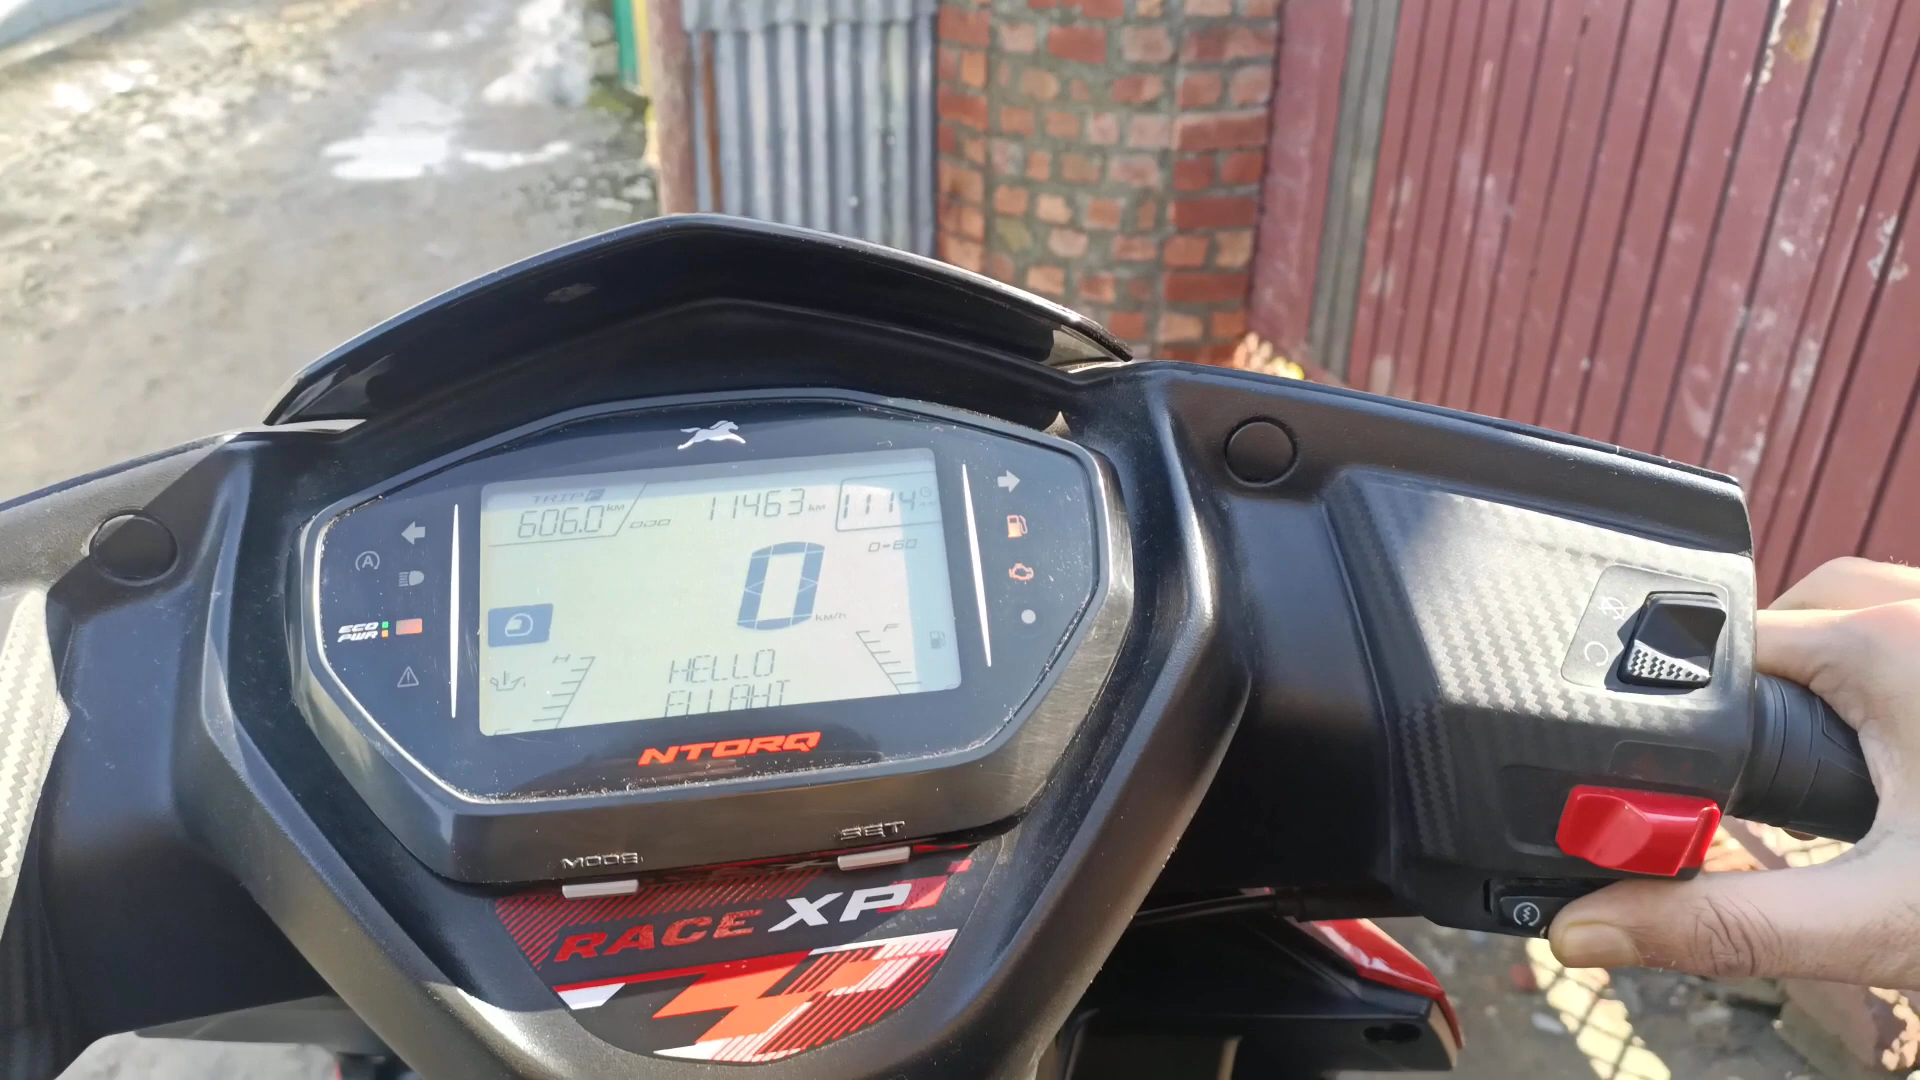 TRIP F
606.0 km
11463 km
1114
0-60
0 km/h
A
ECO
PWR
H
F
HELLO
NTORQ
MODE
SET
RACE XP